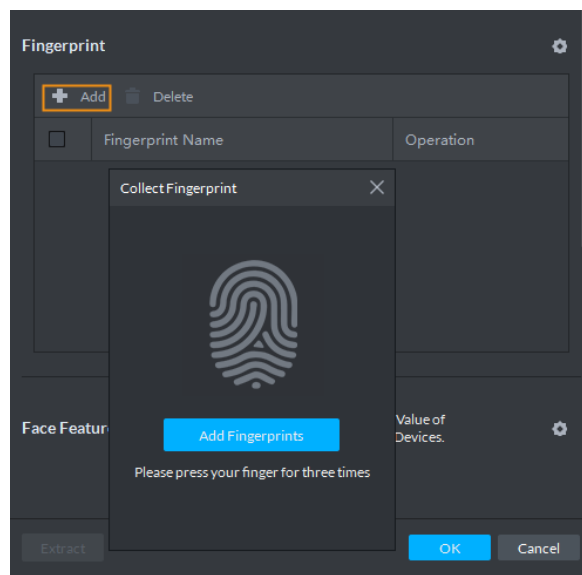 Fingerprint
Add Delete
Fingerprint Name Operation
Collect Fingerprint
Add Fingerprints
Please press your finger for three times
Face Featur
Value of
Devices.
Extract OK Cancel